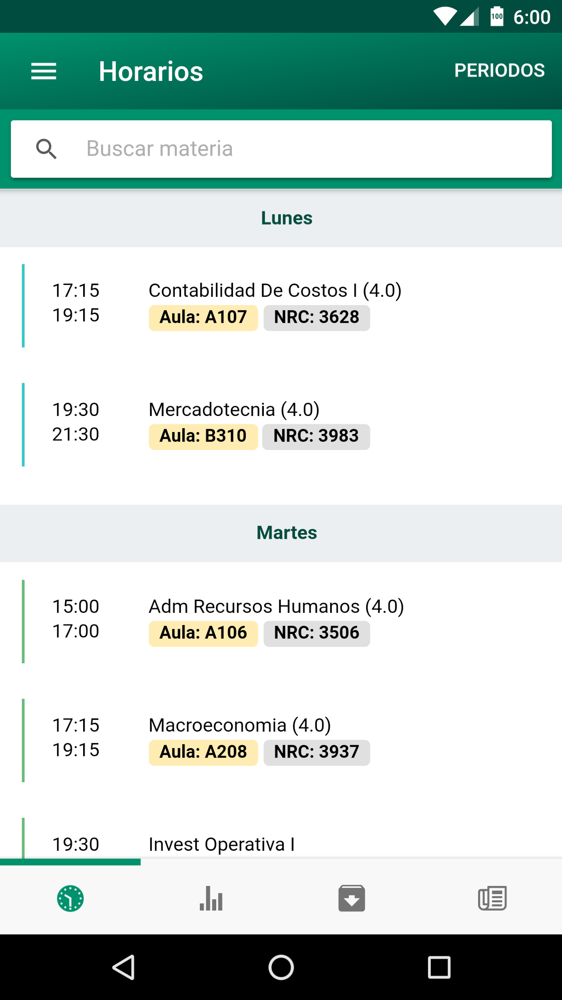 100 6:00
Horarios PERIODOS
Buscar materia
Lunes
17:15 Contabilidad De Costos I (4.0)
19:15 Aula: A107 NRC: 3628
19:30 Mercadotecnia (4.0)
21:30 Aula: B310 NRC: 3983
Martes
15:00 Adm Recursos Humanos (4.0)
17:00 Aula: A106 NRC: 3506
17:15 Macroeconomia (4.0)
19:15 Aula: A208 NRC: 3937
19:30 Invest Operativa I